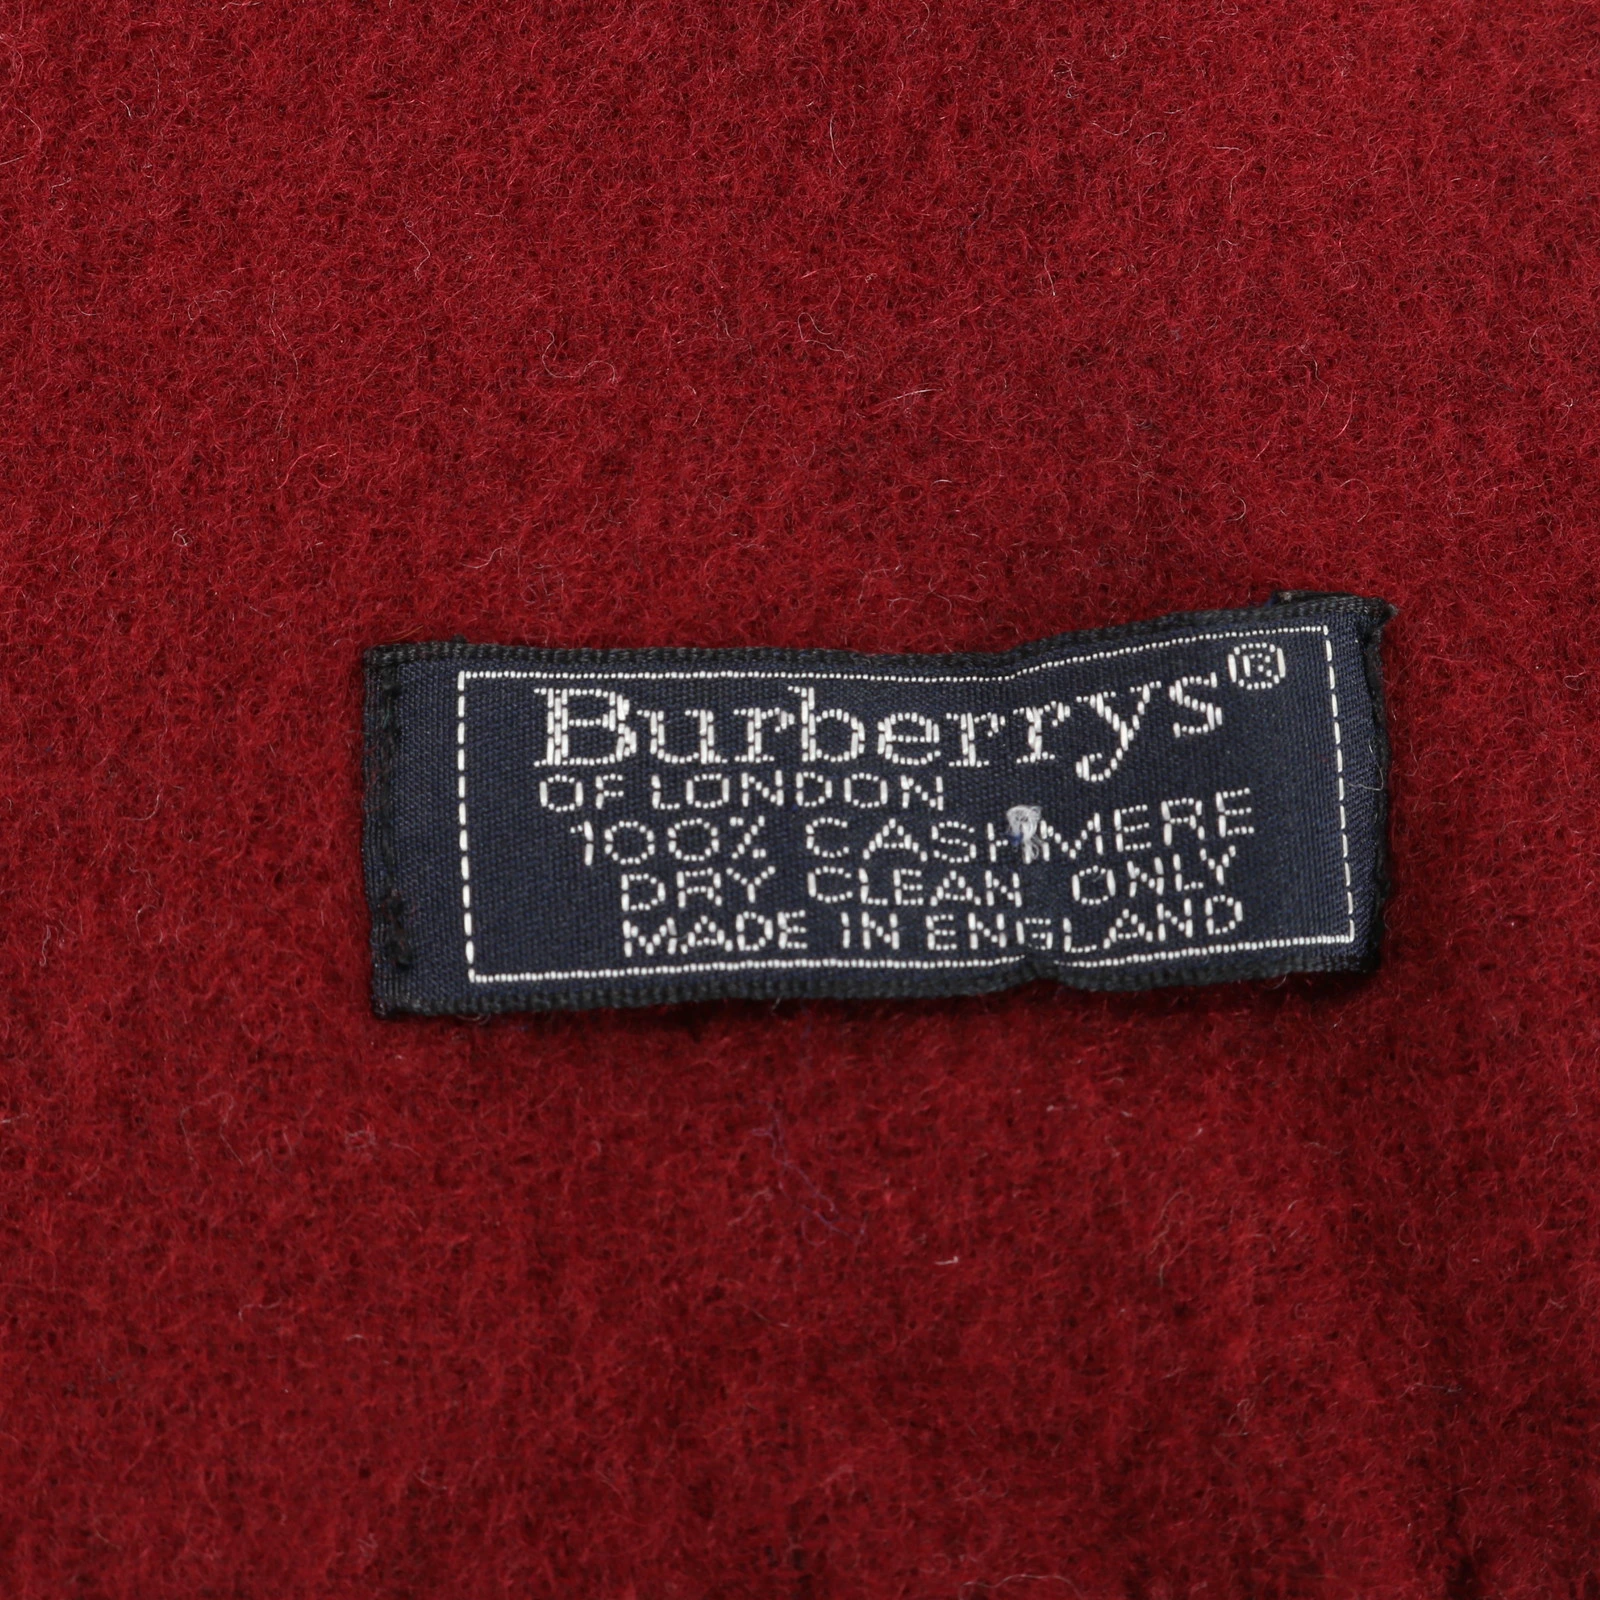 Burberrys®
OF LONDON
100% CASHMERE
DRY CLEAN ONLY
MADE IN ENGLAND